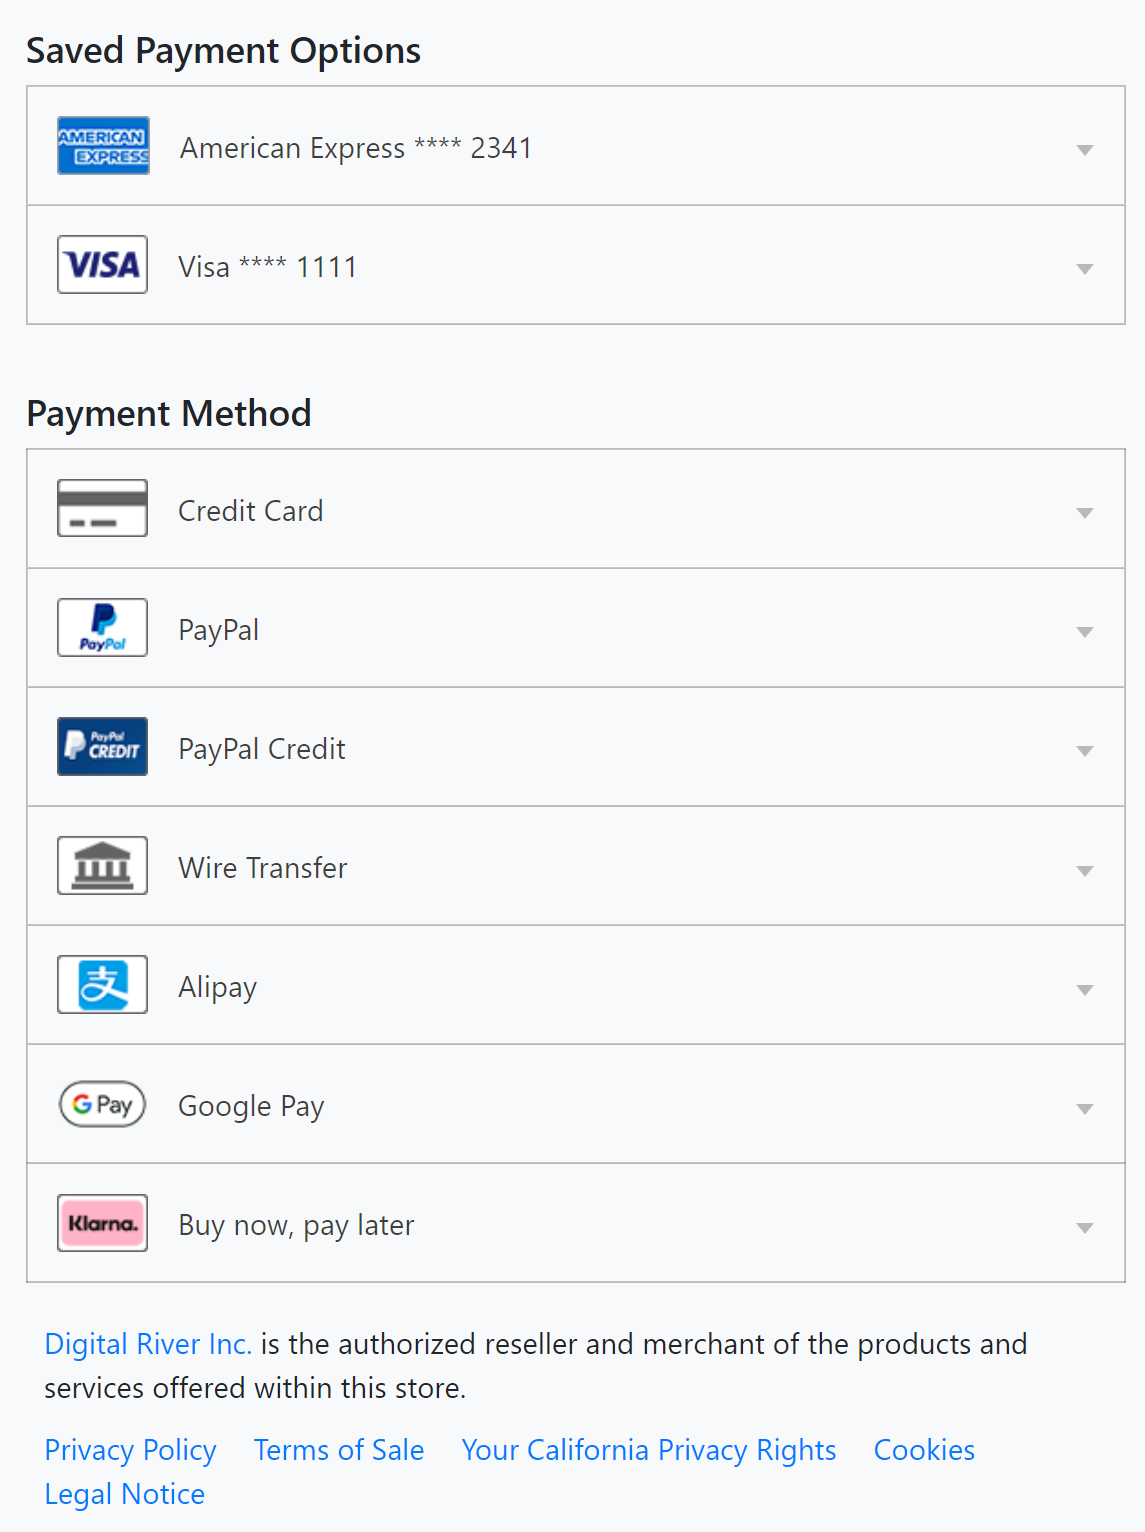 Saved Payment Options
AMERICAN
EXPRESS
American Express **** 2341
VISA
Visa **** 1111
Payment Method
Credit Card
PayPal
PayPal
PayPal
CREDIT
PayPal Credit
Wire Transfer
支
Alipay
G Pay
Google Pay
Klarna.
Buy now, pay later
Digital River Inc. is the authorized reseller and merchant of the products and
services offered within this store.
Privacy Policy Terms of Sale Your California Privacy Rights Cookies
Legal Notice